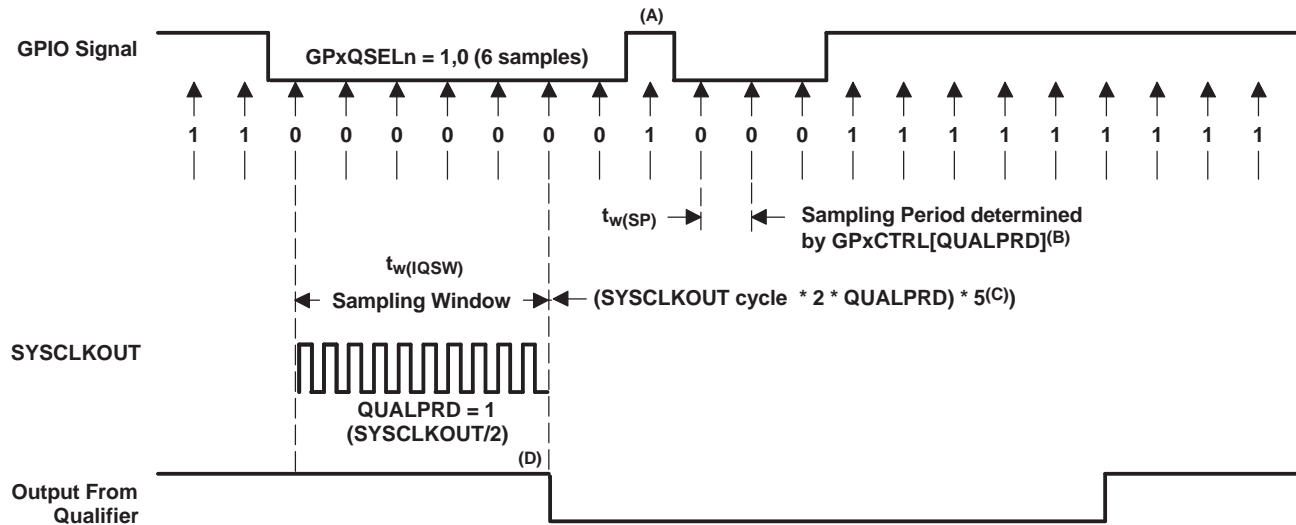 (A)
GPIO Signal
GPxQSELn = 1,0 (6 samples)
1 1 0 0 0 0 0 0 0 1 0 0 0 1 1 1 1 1 1 1 1 1
tw(SP)
Sampling Period determined
by GPxCTRL[QUALPRD](B)
tw(IQSW)
Sampling Window
(SYSCLKOUT cycle * 2 * QUALPRD) * 5(C))
SYSCLKOUT
QUALPRD = 1
(SYSCLKOUT/2)
(D)
Output From
Qualifier